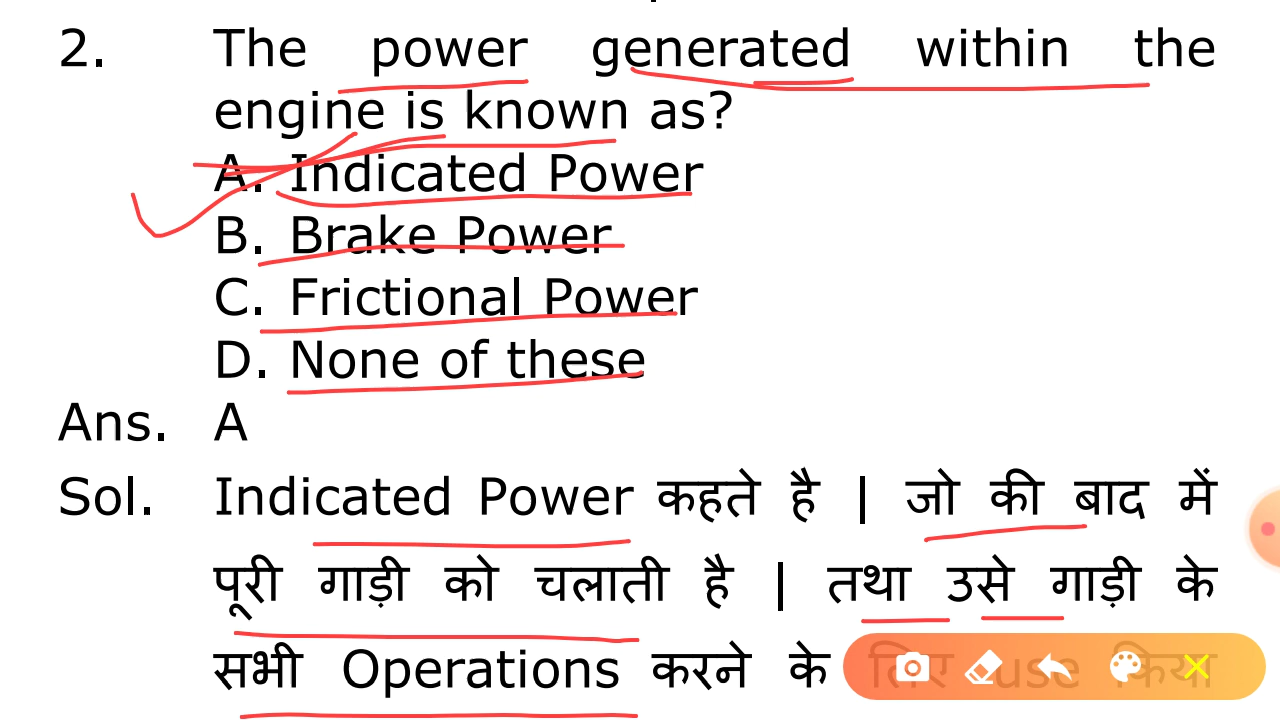 2. The power generated within the
engine is known as?
A. Indicated Power
B. Brake Power
C. Frictional Power
D. None of these
Ans. A
Sol. Indicated Power कहते है | जो की बाद में
पूरी गाड़ी को चलाती है | तथा उसे गाड़ी के
सभी Operations करने के लिए use किया